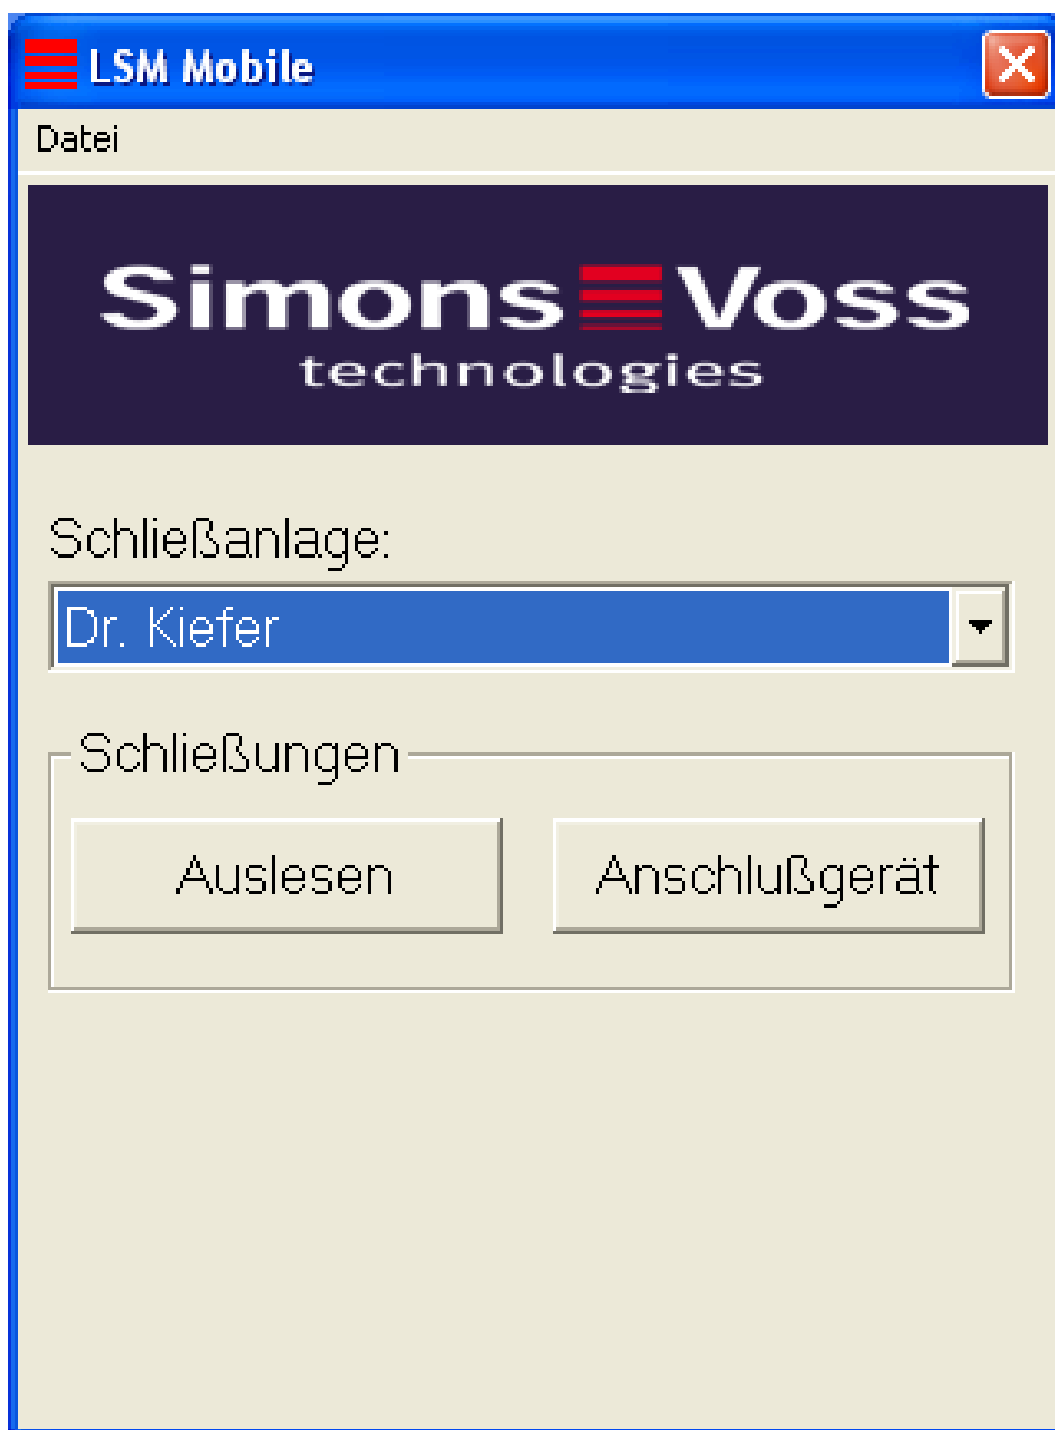 LSM Mobile
Datei
Simons Voss
technologies
Schließanlage:
Dr. Kiefer
Schließungen
Auslesen Anschlußgerät